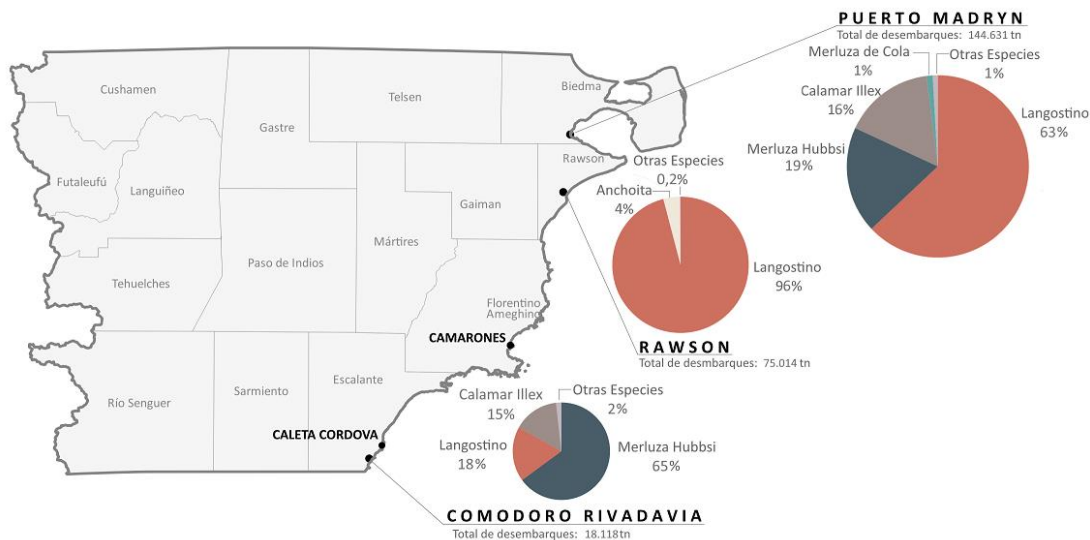 PUERTO MADRYN
Total de desembarques: 144.631 tn
Merluza de Cola
1%
Otras Especies
1%
Calamar Illex
16%
Langostino
63%
Merluza Hubbsi
19%
Cushamen
Telsen
Biedma
Gastre
Rawson
Otras Especies
0,2%
Anchoita
4%
Futaleufú
Languiñeo
Gaiman
Mártires
Paso de Indios
Langostino
96%
Tehuelches
Florentino
Ameghino
CAMARONES
RAWSON
Total de desmbarques: 75.014 tn
Escalante
Sarmiento
Río Senguer
Calamar Illex
15%
Otras Especies
2%
CALETA CORDOVA
Langostino
18%
Merluza Hubbsi
65%
COMODORO RIVADAVIA
Total de desembarques: 18.118 tn